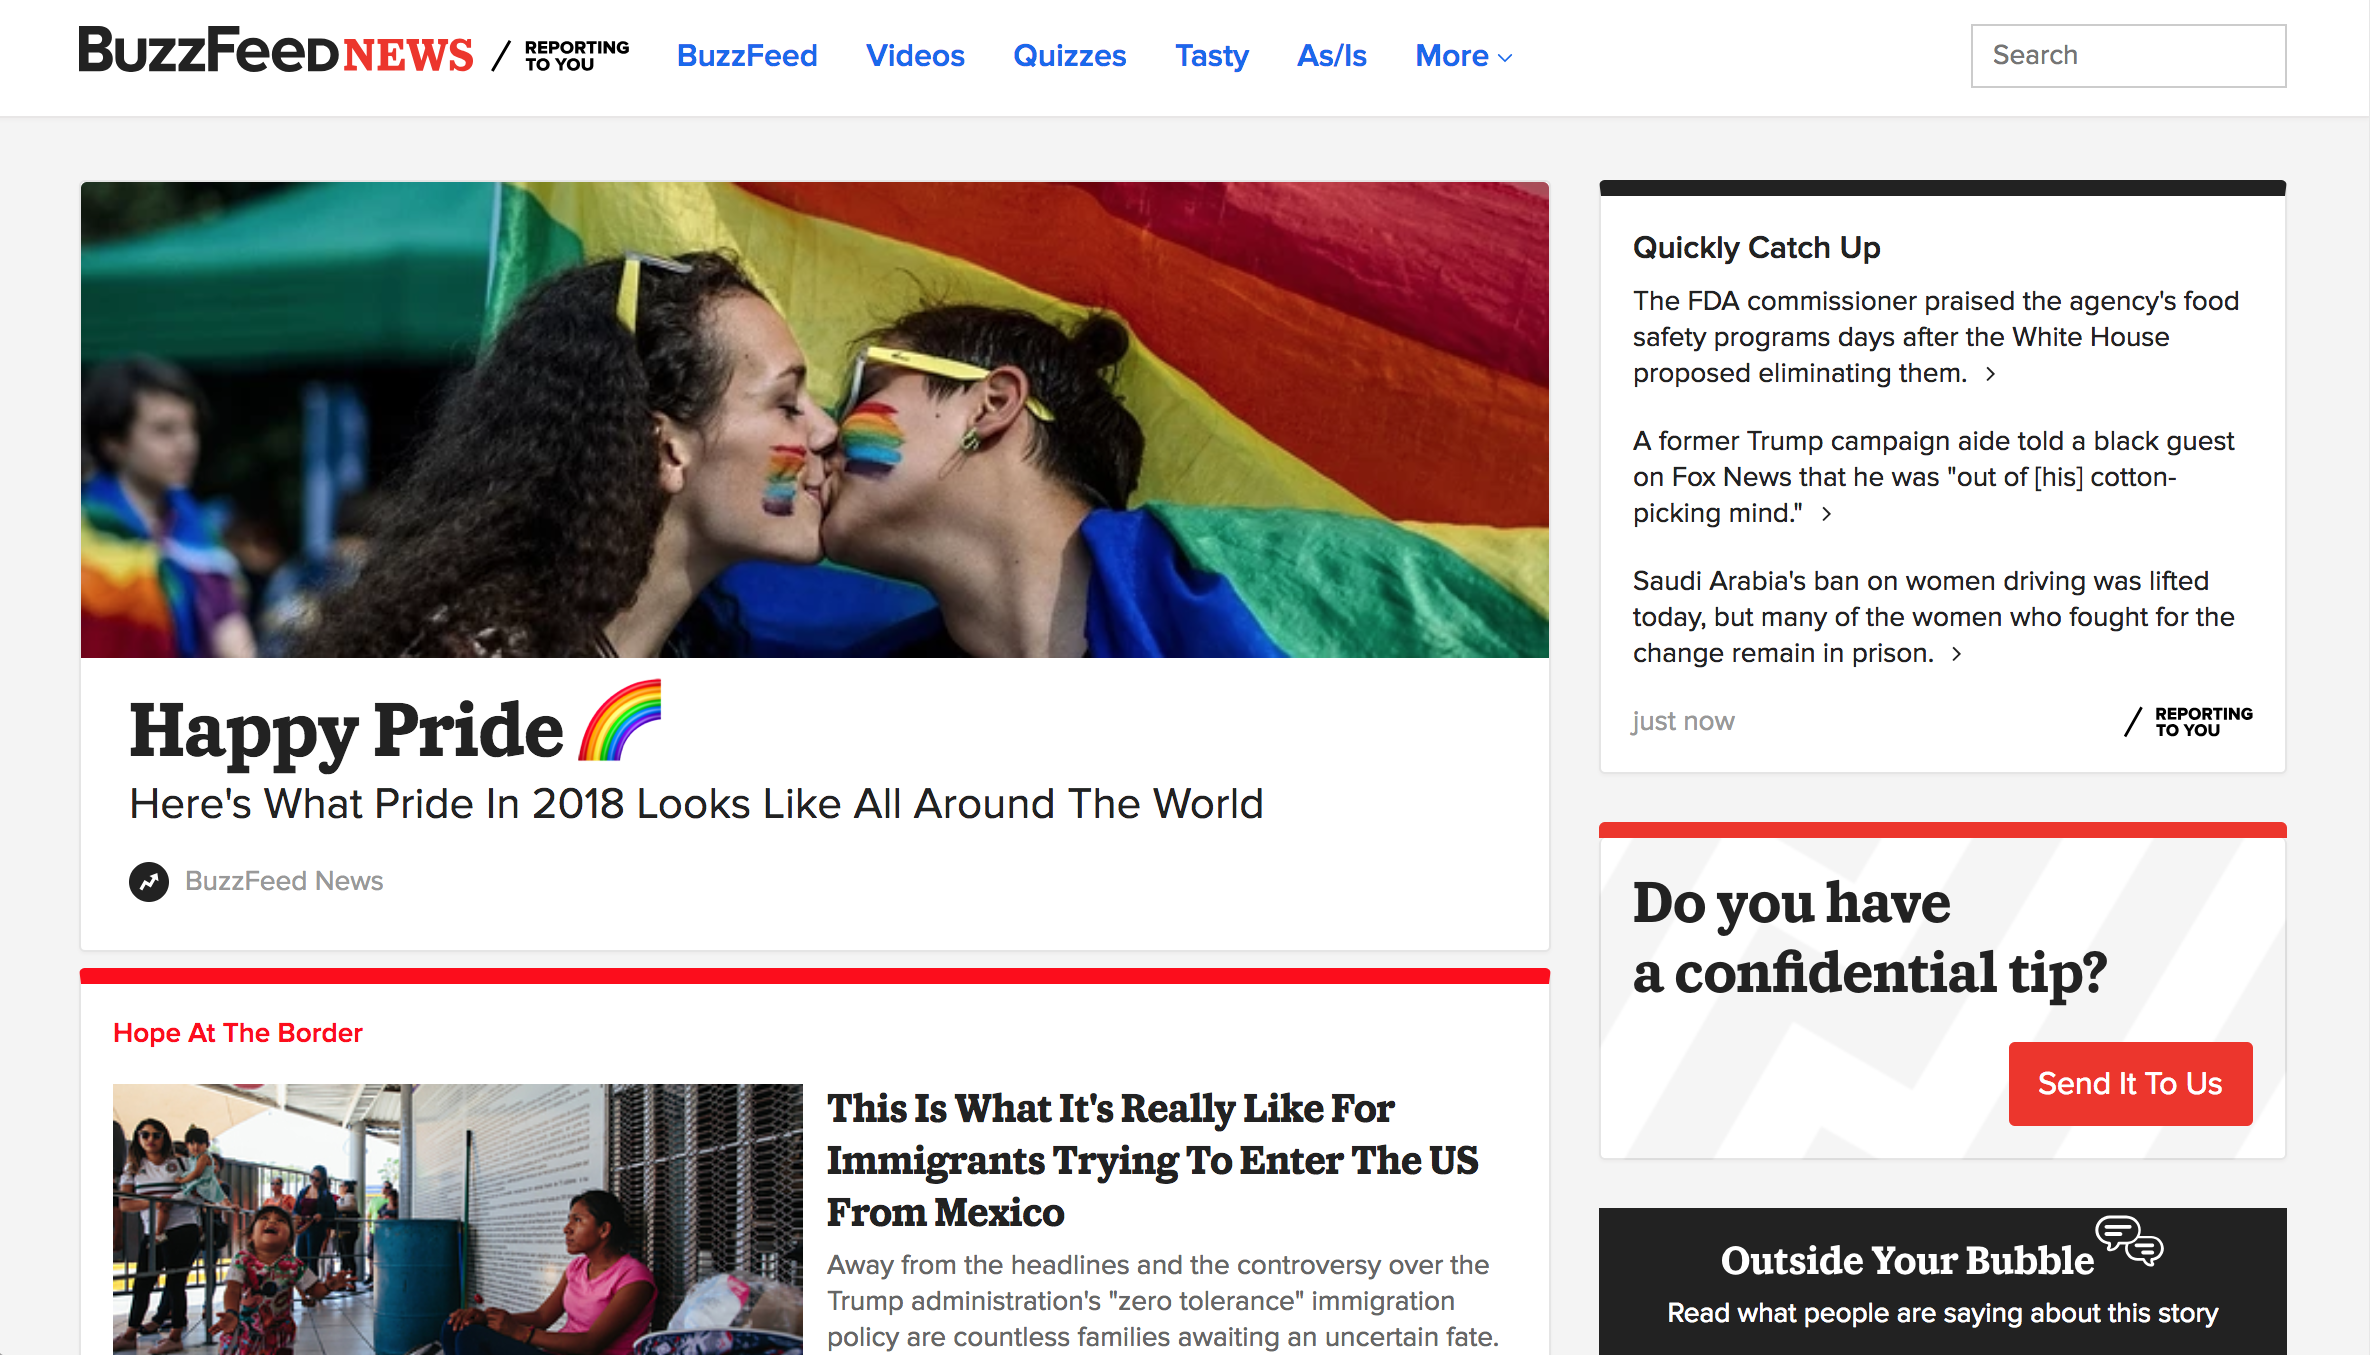 BuzzFeeD NEWS / REPORTING TO YOU
BuzzFeed Videos Quizzes Tasty As/Is More
Search
Happy Pride
Here's What Pride In 2018 Looks Like All Around The World
BuzzFeed News
Hope At The Border
This Is What It's Really Like For
Immigrants Trying To Enter The US
From Mexico
Away from the headlines and the controversy over the
Trump administration's "zero tolerance" immigration
policy are countless families awaiting an uncertain fate.
Quickly Catch Up
The FDA commissioner praised the agency's food
safety programs days after the White House
proposed eliminating them.
A former Trump campaign aide told a black guest
on Fox News that he was "out of [his] cotton-
picking mind."
Saudi Arabia's ban on women driving was lifted
today, but many of the women who fought for the
change remain in prison.
just now
/ REPORTING
TO YOU
Do you have
a confidential tip?
Send It To Us
Outside Your Bubble
Read what people are saying about this story